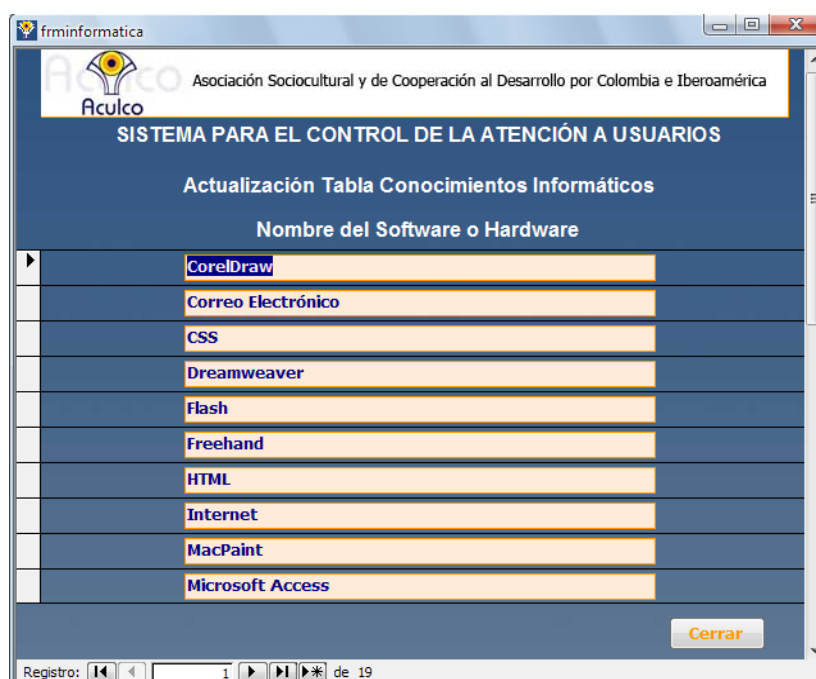 frminformatica
Aculco
Aculco
Asociación Sociocultural y de Cooperación al Desarrollo por Colombia e Iberoamérica
SISTEMA PARA EL CONTROL DE LA ATENCIÓN A USUARIOS
Actualización Tabla Conocimientos Informáticos
Nombre del Software o Hardware
CorelDraw
Correo Electrónico
CSS
Dreamweaver
Flash
Freehand
HTML
Internet
MacPaint
Microsoft Access
Cerrar
Registro: 1 de 19